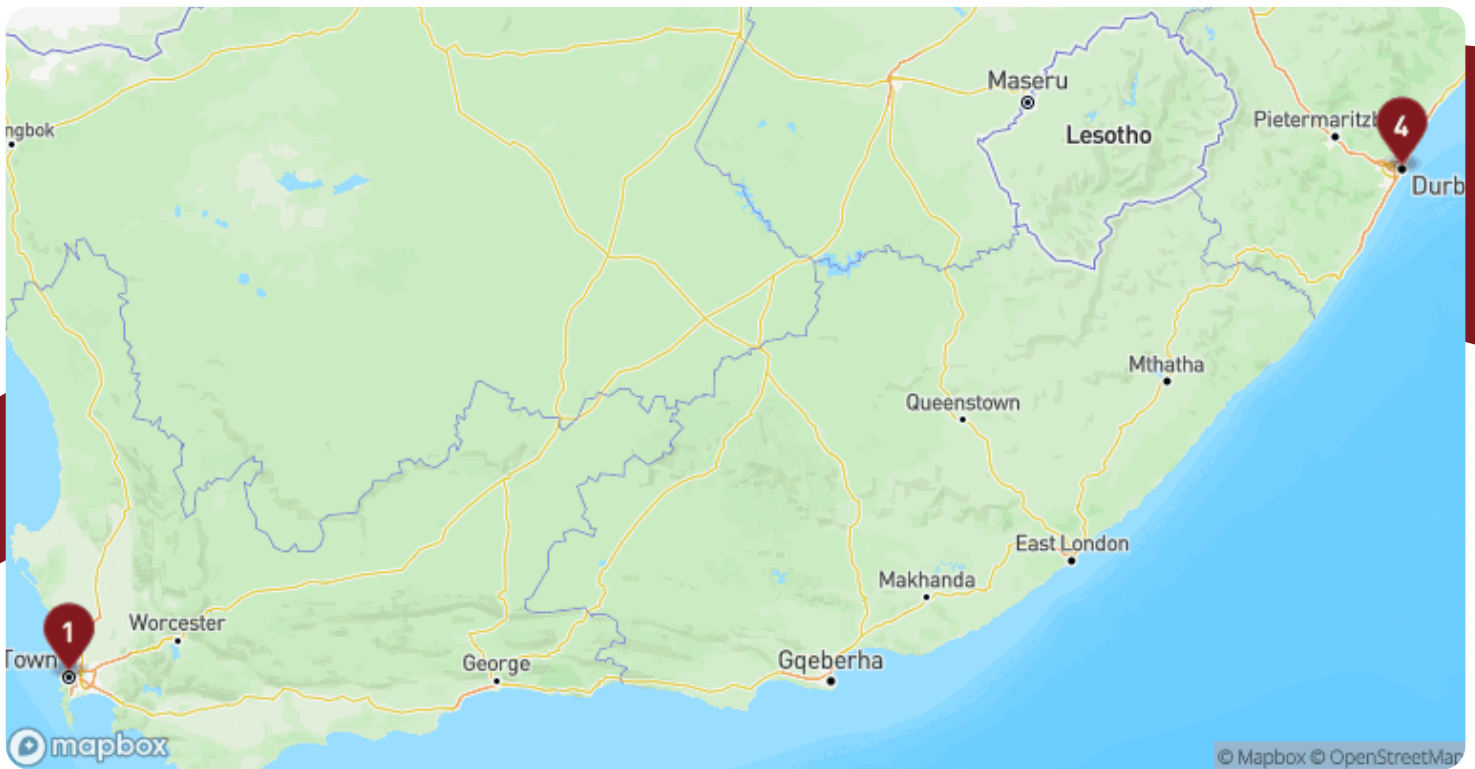 Maseru
Lesotho
ngbok
Pietermaritzb
4
Durb
Mthatha
Queenstown
East London
Makhanda
Worcester
1
Town
George
Gqeberha
mapbox
© Mapbox © OpenStreetMap